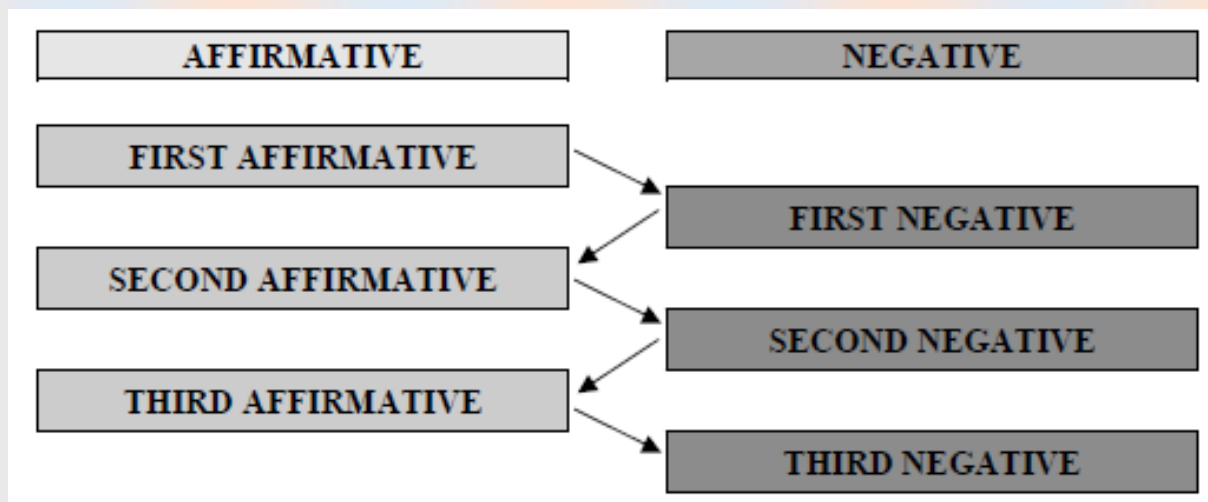 AFFIRMATIVE
NEGATIVE
FIRST AFFIRMATIVE
FIRST NEGATIVE
SECOND AFFIRMATIVE
SECOND NEGATIVE
THIRD AFFIRMATIVE
THIRD NEGATIVE